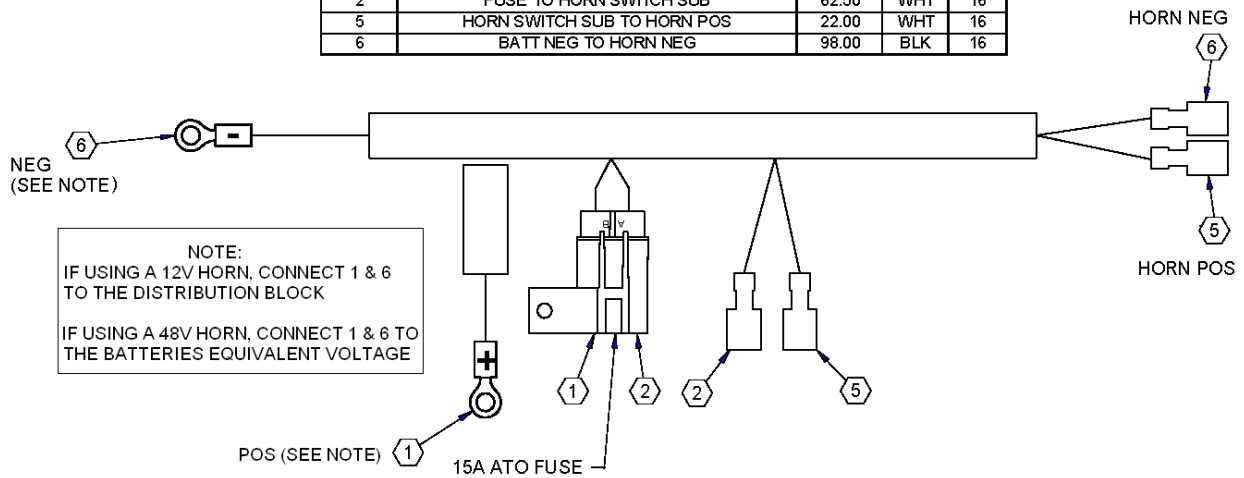 2 FUSE TO HORN SWITCH SUB 62.50 WHT 16
5 HORN SWITCH SUB TO HORN POS 22.00 WHT 16
6 BATT NEG TO HORN NEG 98.00 BLK 16
HORN NEG
6
6
-
NEG
(SEE NOTE)
5
HORN POS
B A
NOTE:
IF USING A 12V HORN, CONNECT 1 & 6
TO THE DISTRIBUTION BLOCK
IF USING A 48V HORN, CONNECT 1 & 6 TO
THE BATTERIES EQUIVALENT VOLTAGE
+
1
2
2
5
POS (SEE NOTE)
1
15A ATO FUSE